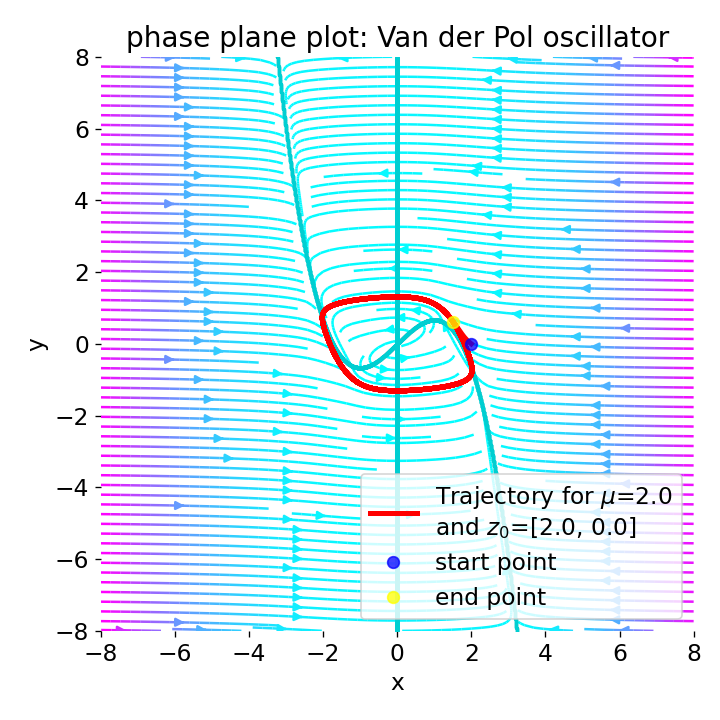 phase plane plot: Van der Pol oscillator
8
6
4
2
0
−2
−4
−6
−8
y
−8 −6 −4 −2 0 2 4 6 8
x
Trajectory for μ=2.0
and z₀=[2.0, 0.0]
start point
end point